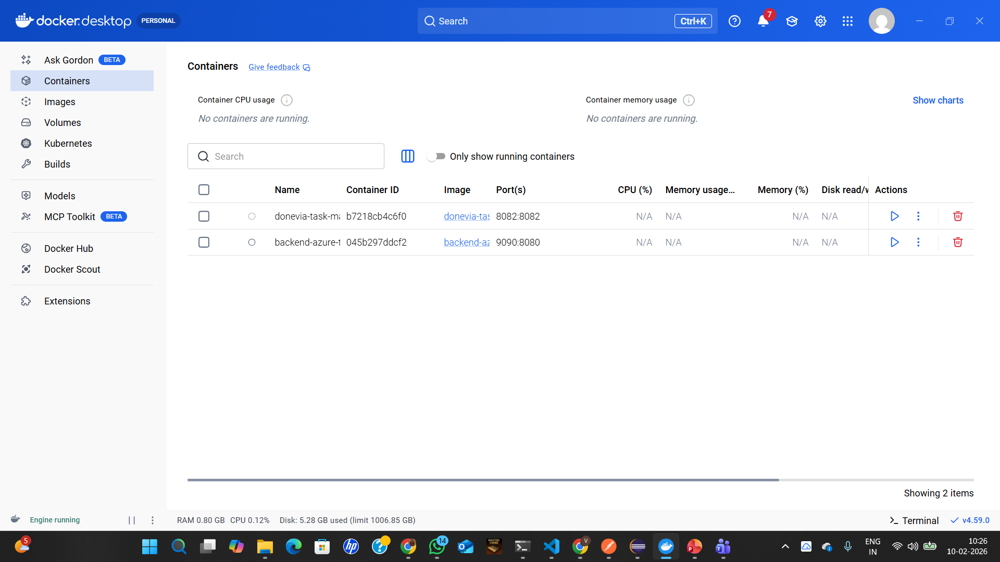 docker.desktop PERSONAL
Search Ctrl+K
7
Ask Gordon BETA
Containers
Images
Volumes
Kubernetes
Builds
Models
MCP Toolkit BETA
Docker Hub
Docker Scout
Extensions
Containers Give feedback
Container CPU usage
No containers are running.
Container memory usage
No containers are running.
Show charts
Search
Only show running containers
Name Container ID Image Port(s) CPU (%) Memory usage... Memory (%) Disk read/w Actions
donevia-task-ma b7218cb4c6f0 donevia-tas 8082:8082 N/A N/A N/A N/A
backend-azure-t 045b297ddcf2 backend-az 9090:8080 N/A N/A N/A N/A
Showing 2 items
Engine running
RAM 0.80 GB CPU 0.12% Disk: 5.28 GB used (limit 1006.85 GB)
Terminal v4.59.0
5
hp
14
V
ENG
IN
10:26
10-02-2026